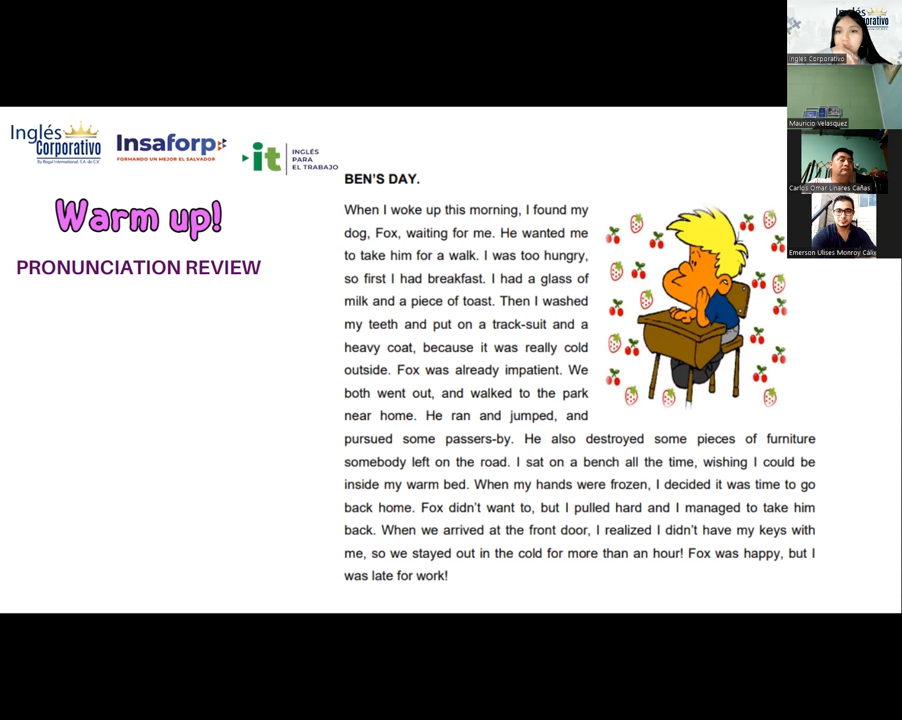 Inglés
Corporativo
By Regal International, S.A. de C.V.
Insaforp
FORMANDO UN MEJOR EL SALVADOR
it
INGLÉS
PARA
EL TRABAJO
Warm up!
PRONUNCIATION REVIEW
BEN'S DAY.
When I woke up this morning, I found my
dog, Fox, waiting for me. He wanted me
to take him for a walk. I was too hungry,
so first I had breakfast. I had a glass of
milk and a piece of toast. Then I washed
my teeth and put on a track-suit and a
heavy coat, because it was really cold
outside. Fox was already impatient. We
both went out, and walked to the park
near home. He ran and jumped, and
pursued some passers-by. He also destroyed some pieces of furniture
somebody left on the road. I sat on a bench all the time, wishing I could be
inside my warm bed. When my hands were frozen, I decided it was time to go
back home. Fox didn't want to, but I pulled hard and I managed to take him
back. When we arrived at the front door, I realized I didn't have my keys with
me, so we stayed out in the cold for more than an hour! Fox was happy, but I
was late for work!
Inglés
Inglés Corporativo
Mauricio Velasquez
Carlos Omar Linares Cañas
Emerson Ulises Monroy Cálix